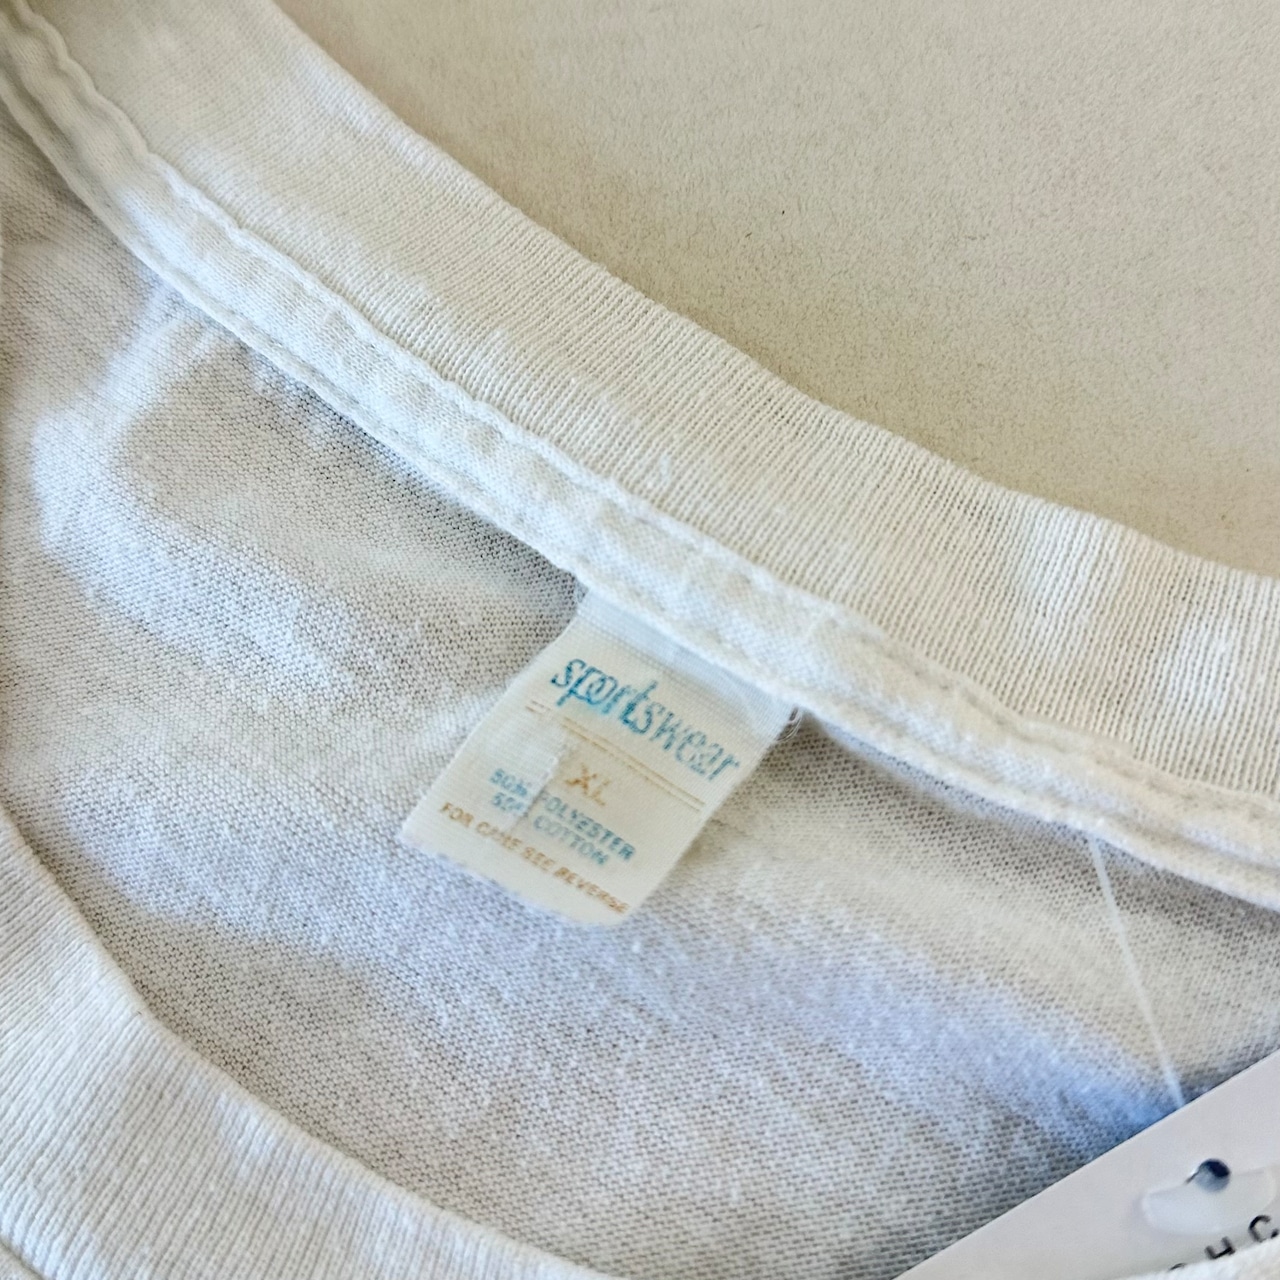 sportswear
XL
50% POLYESTER
50% COTTON
FOR CARE SEE REVERSE
H C